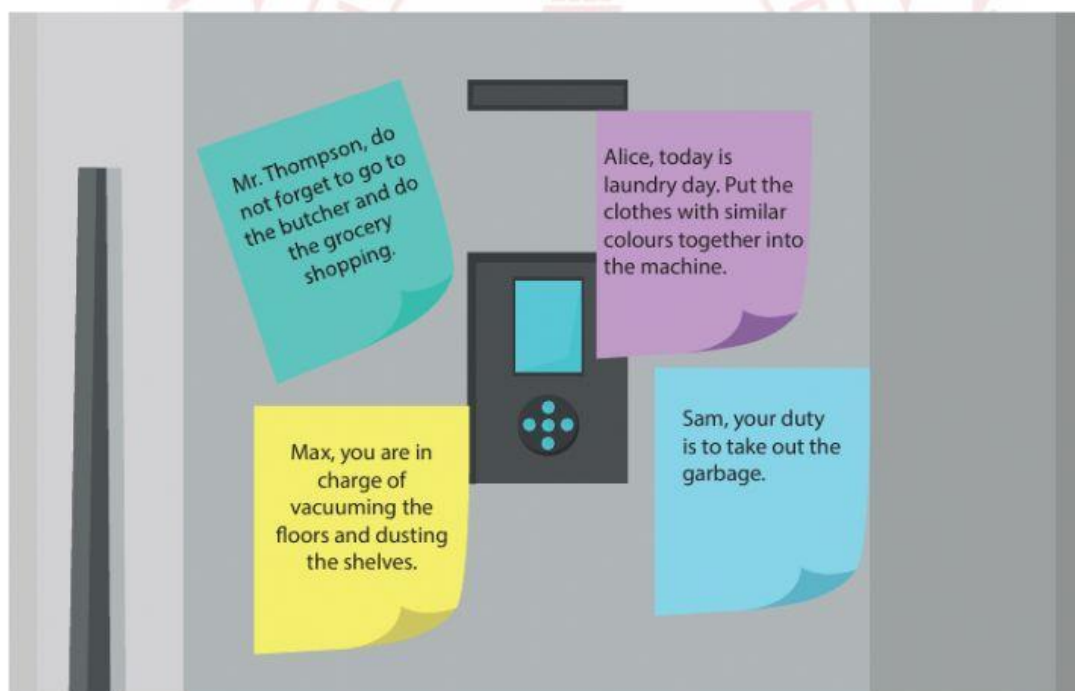 Mr. Thompson, do
not forget to go to
the butcher and do
the grocery
shopping.
Alice, today is
laundry day. Put the
clothes with similar
colours together into
the machine.
Max, you are in
charge of
vacuuming the
floors and dusting
the shelves.
Sam, your duty
is to take out the
garbage.